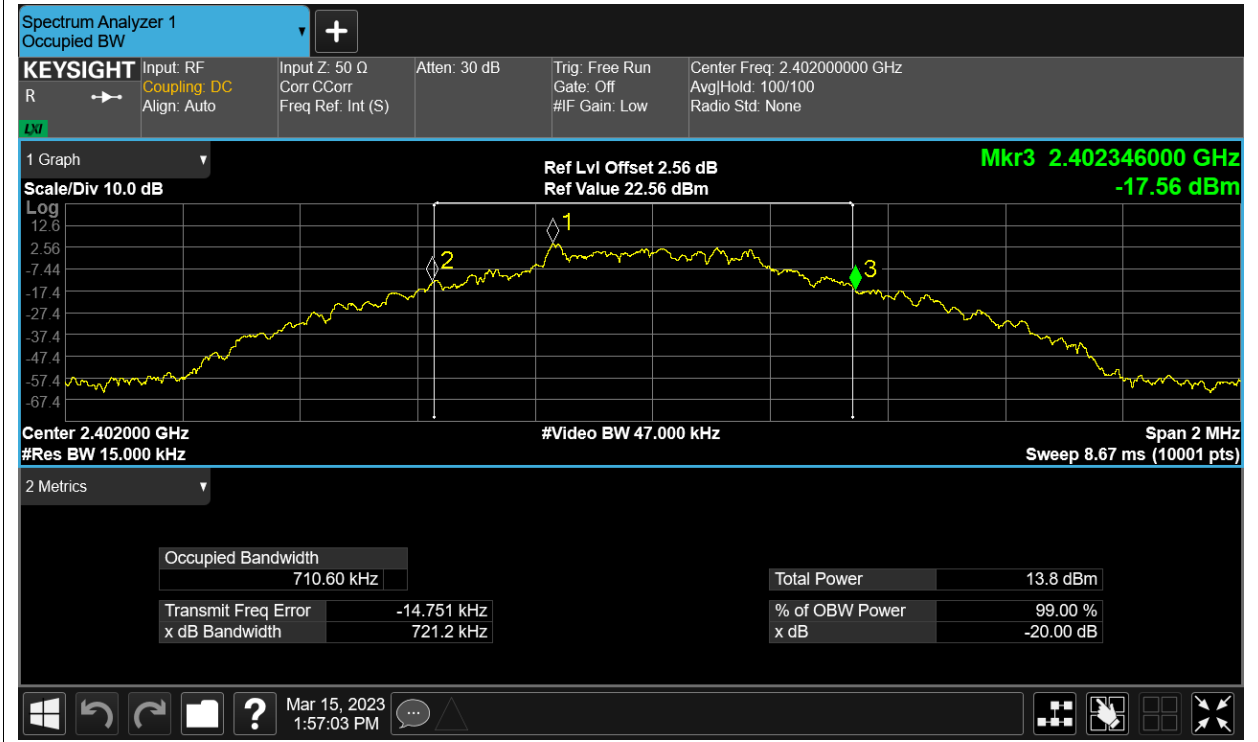 Spectrum Analyzer 1
Occupied BW
KEYSIGHT
R
LXI
Input: RF
Coupling: DC
Align: Auto
Input Z: 50 Ω
Corr CCorr
Freq Ref: Int (S)
Atten: 30 dB
Trig: Free Run
Gate: Off
#IF Gain: Low
Center Freq: 2.402000000 GHz
Avg|Hold: 100/100
Radio Std: None
1 Graph
Scale/Div 10.0 dB
Ref Lvl Offset 2.56 dB
Ref Value 22.56 dBm
Mkr3 2.402346000 GHz
-17.56 dBm
Log
12.6
2.56
-7.44
-17.4
-27.4
-37.4
-47.4
-57.4
-67.4
1
2
3
Center 2.402000 GHz
#Video BW 47.000 kHz
Span 2 MHz
#Res BW 15.000 kHz
Sweep 8.67 ms (10001 pts)
2 Metrics
Occupied Bandwidth
710.60 kHz
Total Power 13.8 dBm
Transmit Freq Error -14.751 kHz
% of OBW Power 99.00 %
x dB Bandwidth 721.2 kHz
x dB -20.00 dB
?
Mar 15, 2023
1:57:03 PM